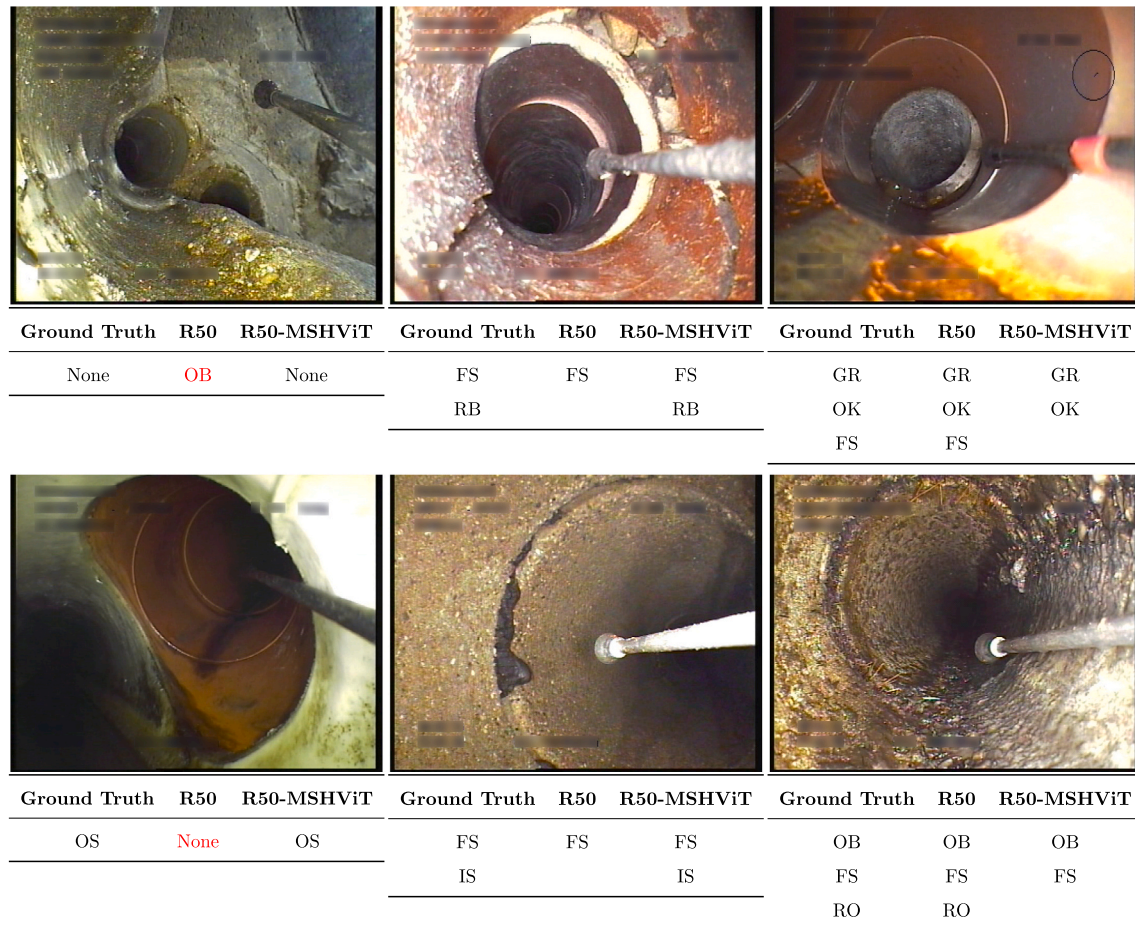 Ground Truth R50 R50-MSHViT
None OB None
Ground Truth R50 R50-MSHViT
FS FS FS
RB RB
Ground Truth R50 R50-MSHViT
GR GR GR
OK OK OK
FS FS
Ground Truth R50 R50-MSHViT
OS None OS
Ground Truth R50 R50-MSHViT
FS FS FS
IS IS
Ground Truth R50 R50-MSHViT
OB OB OB
FS FS FS
RO RO